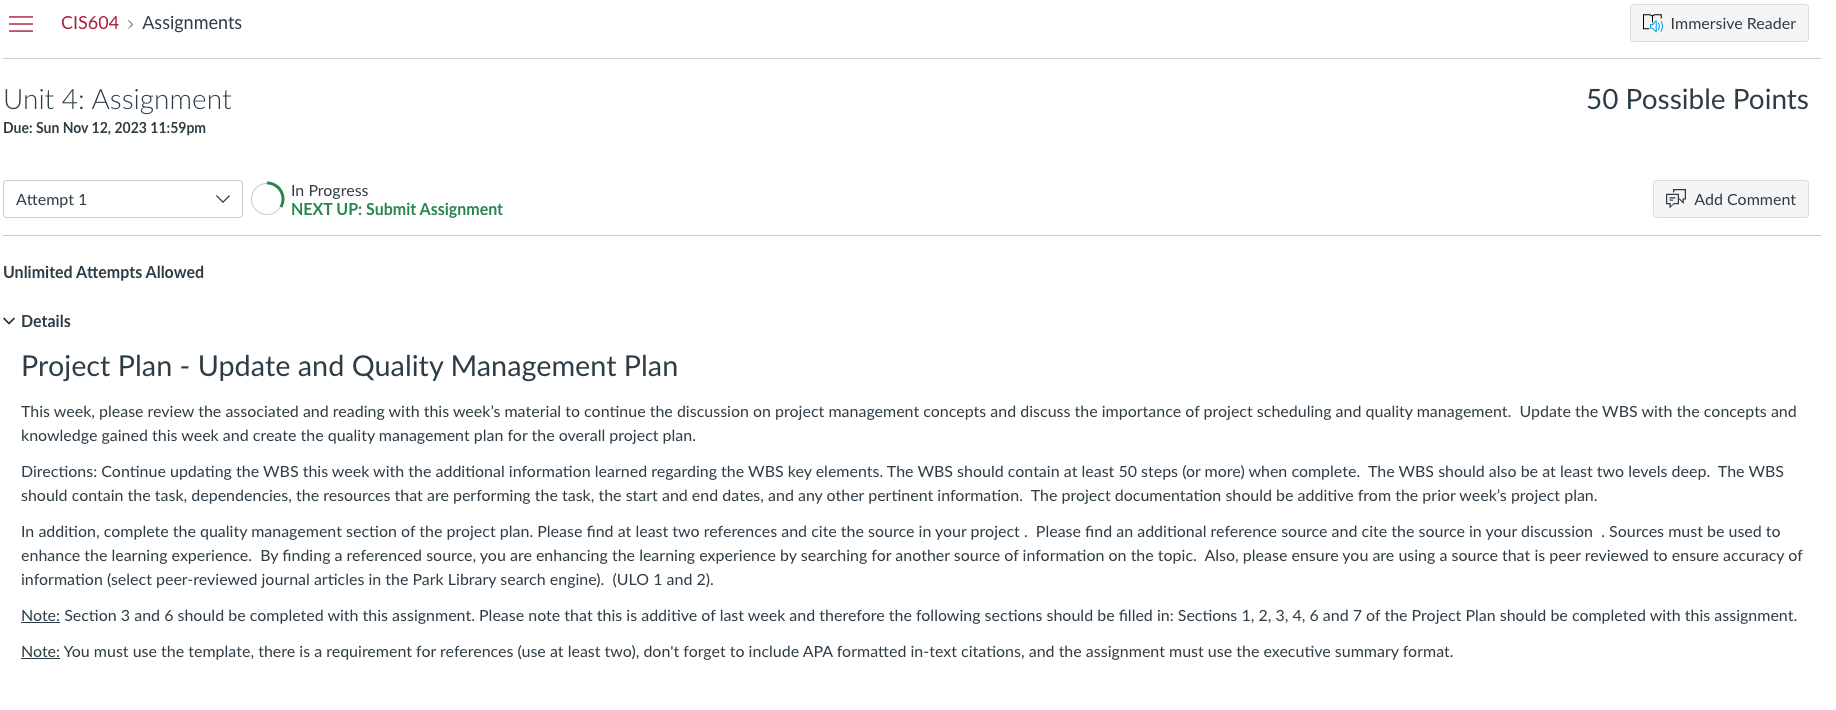 CIS604 › Assignments
Immersive Reader
Unit 4: Assignment
50 Possible Points
Due: Sun Nov 12, 2023 11:59pm
Attempt 1
In Progress
NEXT UP: Submit Assignment
Add Comment
Unlimited Attempts Allowed
Details
Project Plan - Update and Quality Management Plan
This week, please review the associated and reading with this week's material to continue the discussion on project management concepts and discuss the importance of project scheduling and quality management.  Update the WBS with the concepts and
knowledge gained this week and create the quality management plan for the overall project plan.
Directions: Continue updating the WBS this week with the additional information learned regarding the WBS key elements. The WBS should contain at least 50 steps (or more) when complete.  The WBS should also be at least two levels deep.  The WBS
should contain the task, dependencies, the resources that are performing the task, the start and end dates, and any other pertinent information.  The project documentation should be additive from the prior week's project plan.
In addition, complete the quality management section of the project plan. Please find at least two references and cite the source in your project .  Please find an additional reference source and cite the source in your discussion  . Sources must be used to
enhance the learning experience.  By finding a referenced source, you are enhancing the learning experience by searching for another source of information on the topic.  Also, please ensure you are using a source that is peer reviewed to ensure accuracy of
information (select peer-reviewed journal articles in the Park Library search engine).  (ULO 1 and 2).
Note: Section 3 and 6 should be completed with this assignment. Please note that this is additive of last week and therefore the following sections should be filled in: Sections 1, 2, 3, 4, 6 and 7 of the Project Plan should be completed with this assignment.
Note: You must use the template, there is a requirement for references (use at least two), don't forget to include APA formatted in-text citations, and the assignment must use the executive summary format.